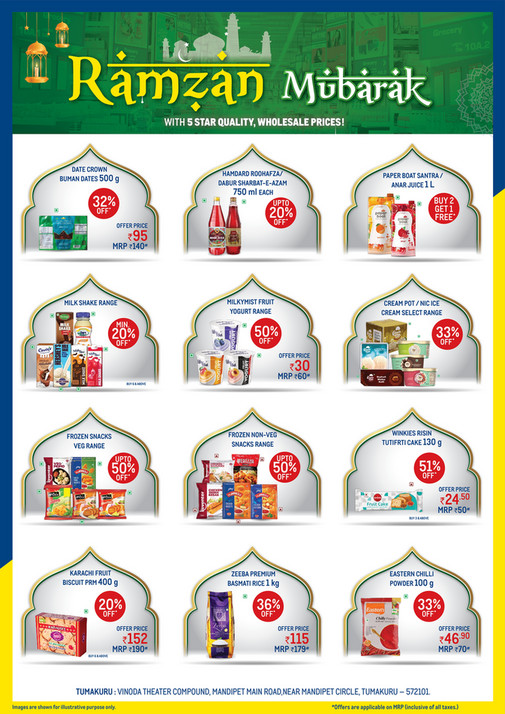 Ramzan Mubarak
WITH 5 STAR QUALITY, WHOLESALE PRICES!
DATE CROWN
BUMAN DATES 500 g
32%
OFF*
OFFER PRICE
₹95
MRP ₹140*
HAMDARD ROOHAFZA/
DABUR SHARBAT-E-AZAM
750 ml EACH
UPTO
20%
OFF*
PAPER BOAT SANTRA /
ANAR JUICE 1 L
BUY 2
GET 1
FREE*
MILK SHAKE RANGE
MIN.
20%
OFF*
BUY 6 & ABOVE
MILKYMIST FRUIT
YOGURT RANGE
50%
OFF*
OFFER PRICE
₹30
MRP ₹60*
CREAM POT / NIC ICE
CREAM SELECT RANGE
33%
OFF*
FROZEN SNACKS
VEG RANGE
UPTO
50%
OFF*
FROZEN NON-VEG
SNACKS RANGE
UPTO
50%
OFF*
WINKIES RISIN
TUTIFRTI CAKE 130 g
51%
OFF*
Fruit Cake
OFFER PRICE
₹24.50
MRP ₹50*
KARACHI FRUIT
BISCUIT PRM 400 g
20%
OFF*
OFFER PRICE
₹152
MRP ₹190*
ZEEBA PREMIUM
BASMATI RICE 1 kg
36%
OFF*
OFFER PRICE
₹115
MRP ₹179*
EASTERN CHILLI
POWDER 100 g
33%
OFF*
Eastern
OFFER PRICE
₹46.90
MRP ₹70*
TUMAKURU : VINODA THEATER COMPOUND, MANDIPET MAIN ROAD,NEAR MANDIPET CIRCLE, TUMAKURU – 572101.
Images are shown for illustrative purpose only.
*Offers are applicable on MRP (inclusive of all taxes.)